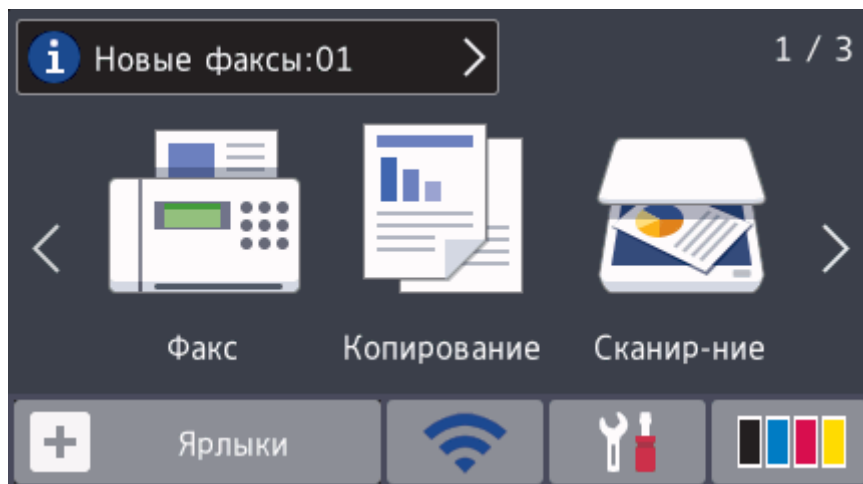 Новые факсы:01
1 / 3
Факс
Копирование
Сканир-ние
Ярлыки